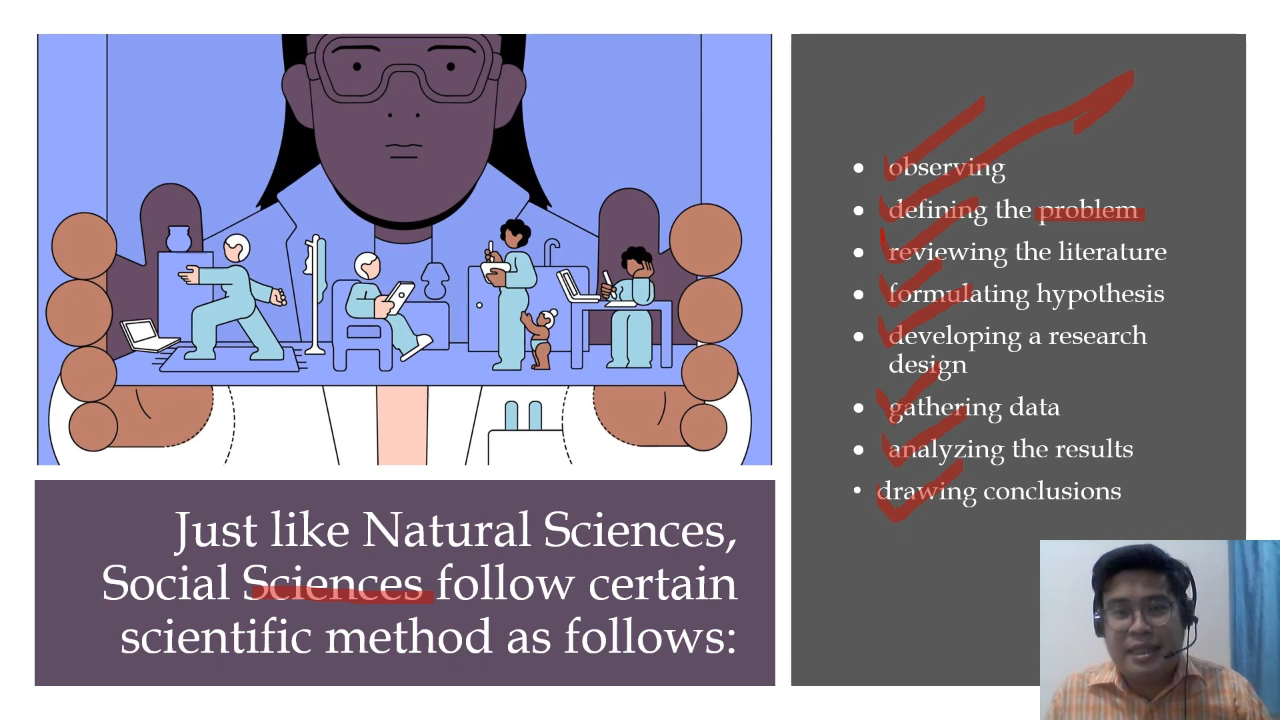 Just like Natural Sciences,
Social Sciences follow certain
scientific method as follows:
• observing
• defining the problem
• reviewing the literature
• formulating hypothesis
• developing a research
design
• gathering data
• analyzing the results
• drawing conclusions